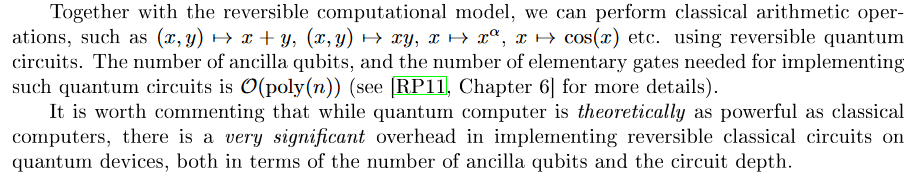 Together with the reversible computational model, we can perform classical arithmetic oper-
ations, such as (x, y) ↦ x + y, (x, y) ↦ xy, x ↦ x^α, x ↦ cos(x) etc. using reversible quantum
circuits. The number of ancilla qubits, and the number of elementary gates needed for implementing
such quantum circuits is 𝒪(poly(n)) (see [RP11, Chapter 6] for more details).
It is worth commenting that while quantum computer is theoretically as powerful as classical
computers, there is a very significant overhead in implementing reversible classical circuits on
quantum devices, both in terms of the number of ancilla qubits and the circuit depth.